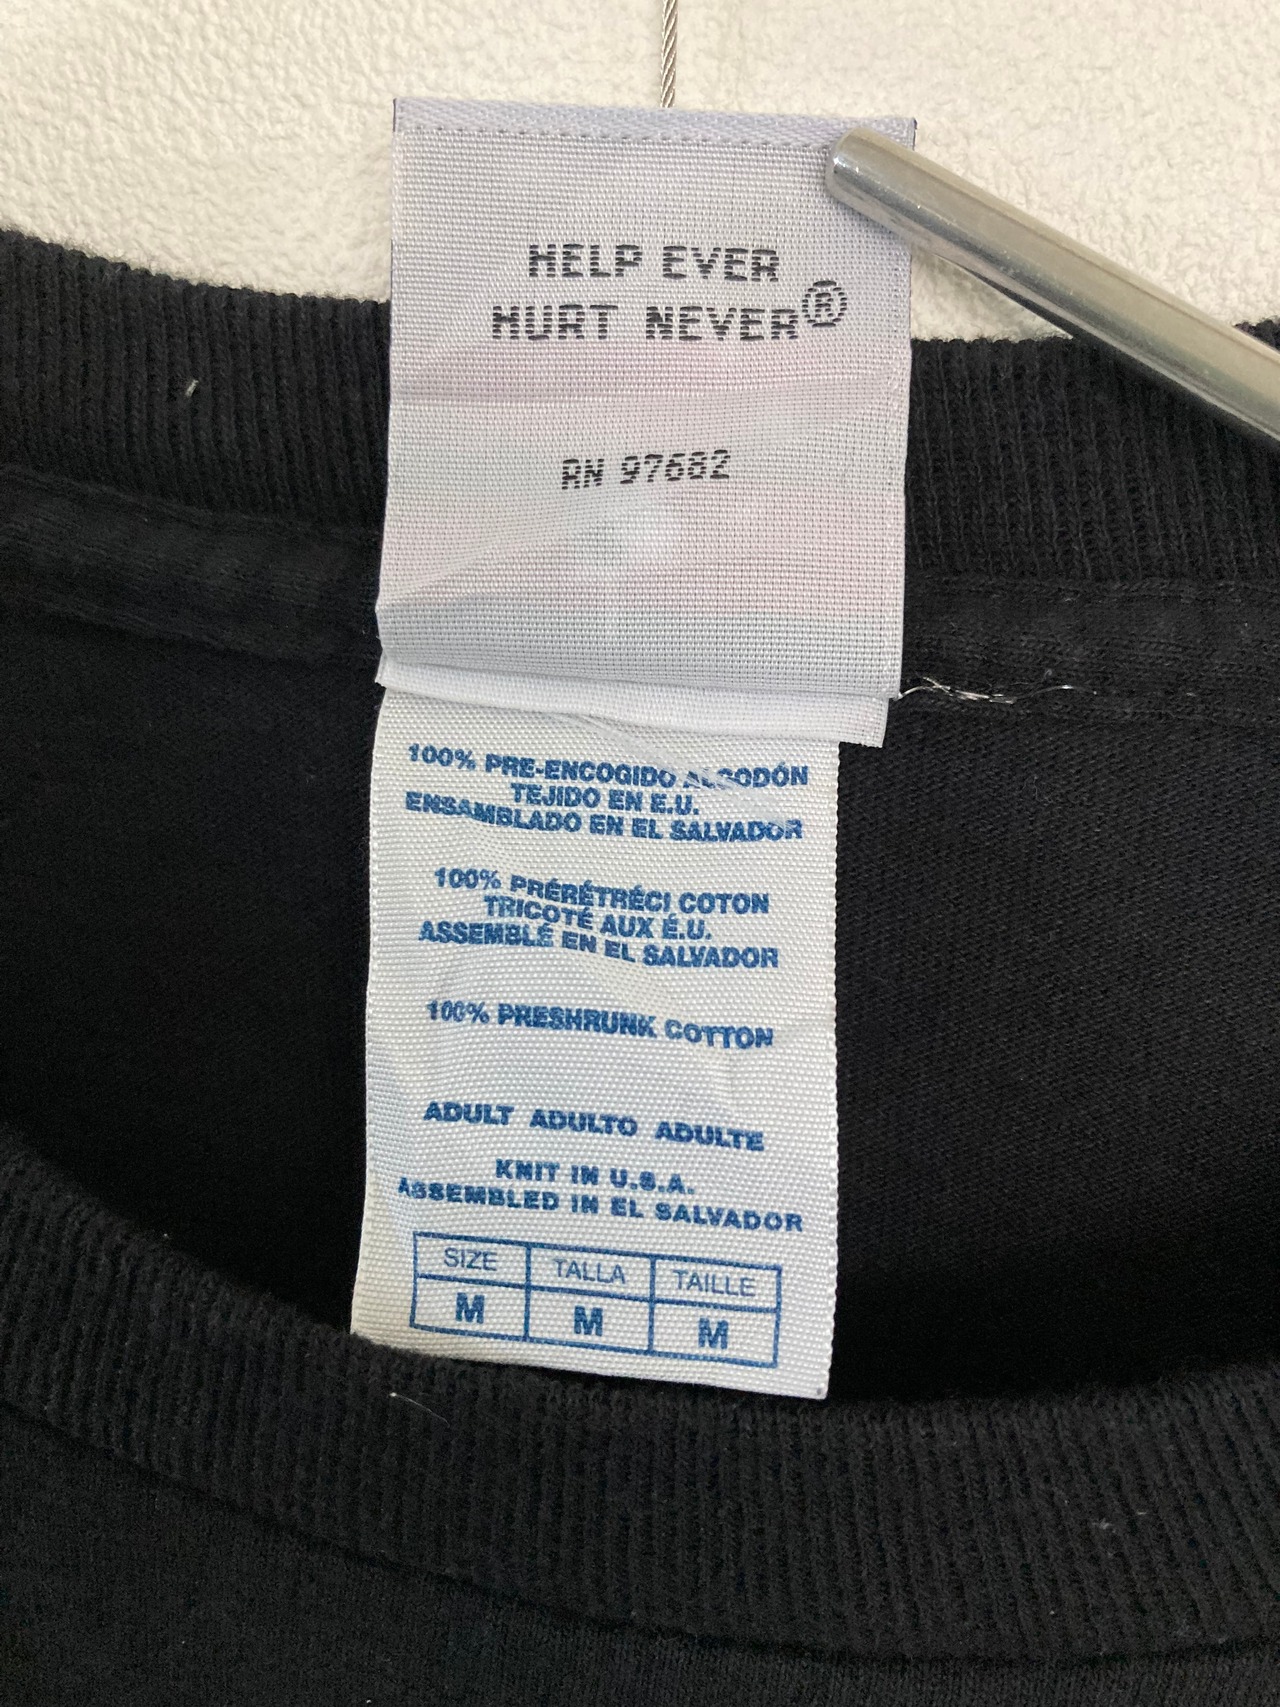 HELP EVER
HURT NEVER®
RN 97682
100% PRE-ENCOGIDO ALGODÓN
TEJIDO EN E.U.
ENSAMBLADO EN EL SALVADOR
100% PRÉRÉTRÉCI COTON
TRICOTÉ AUX É.U.
ASSEMBLÉ EN EL SALVADOR
100% PRESHRUNK COTTON
ADULT ADULTO ADULTE
KNIT IN U.S.A.
ASSEMBLED IN EL SALVADOR
SIZE TALLA TAILLE
M M M